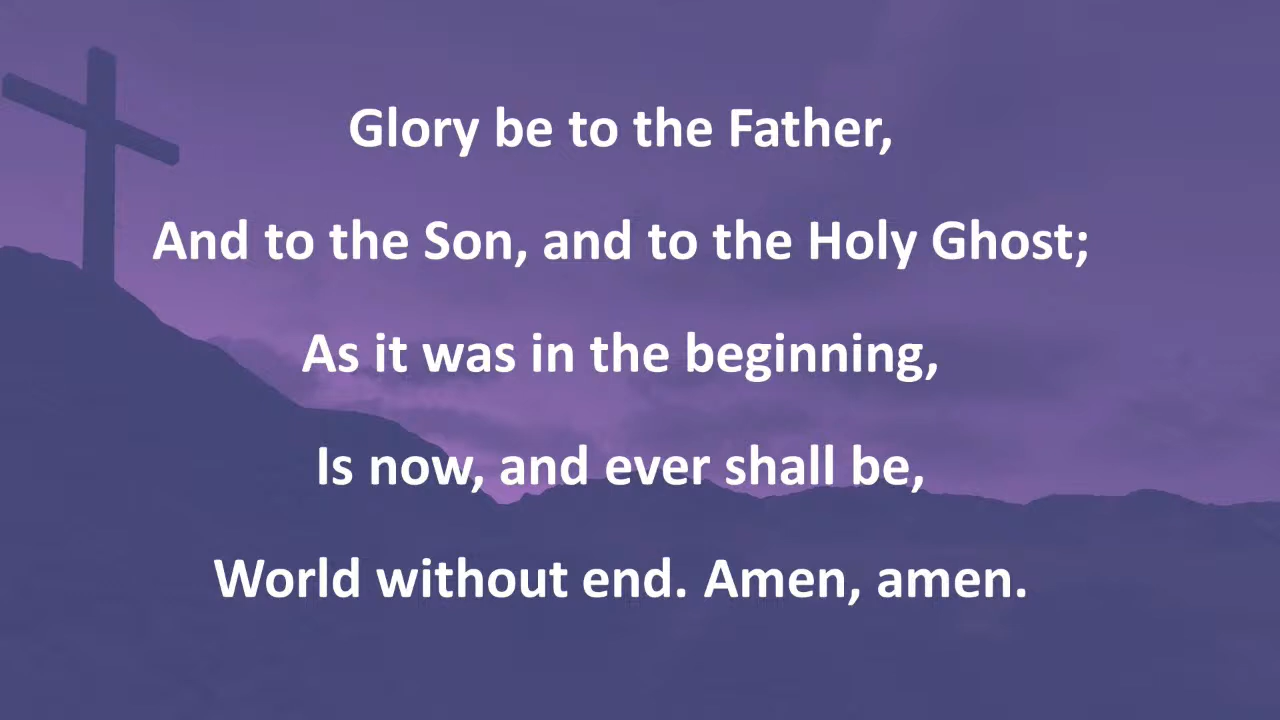 Glory be to the Father,
And to the Son, and to the Holy Ghost;
As it was in the beginning,
Is now, and ever shall be,
World without end. Amen, amen.